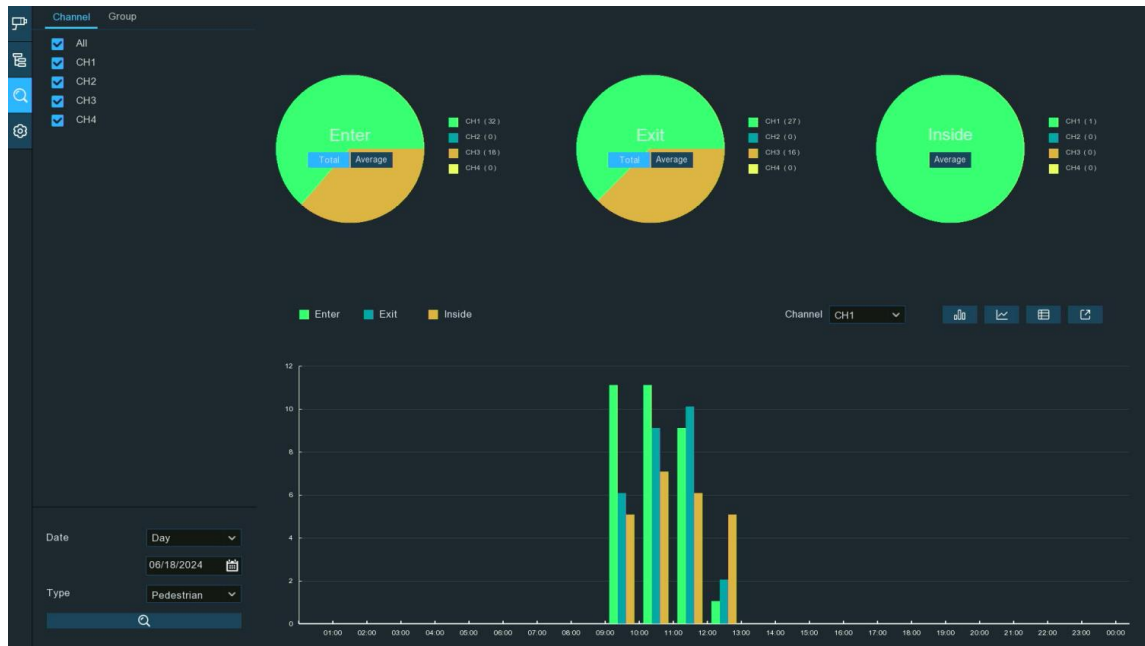 Channel Group
All
CH1
CH2
CH3
CH4
Enter
Total Average
CH1 ( 32 )
CH2 ( 0 )
CH3 ( 16 )
CH4 ( 0 )
Exit
Total Average
CH1 ( 27 )
CH2 ( 0 )
CH3 ( 16 )
CH4 ( 0 )
Inside
Average
CH1 ( 1 )
CH2 ( 0 )
CH3 ( 0 )
CH4 ( 0 )
Enter Exit Inside
Channel CH1
12
10
8
6
4
2
0
01:00 02:00 03:00 04:00 05:00 06:00 07:00 08:00 09:00 10:00 11:00 12:00 13:00 14:00 15:00 16:00 17:00 18:00 19:00 20:00 21:00 22:00 23:00 00:00
Date Day
06/18/2024
Type Pedestrian